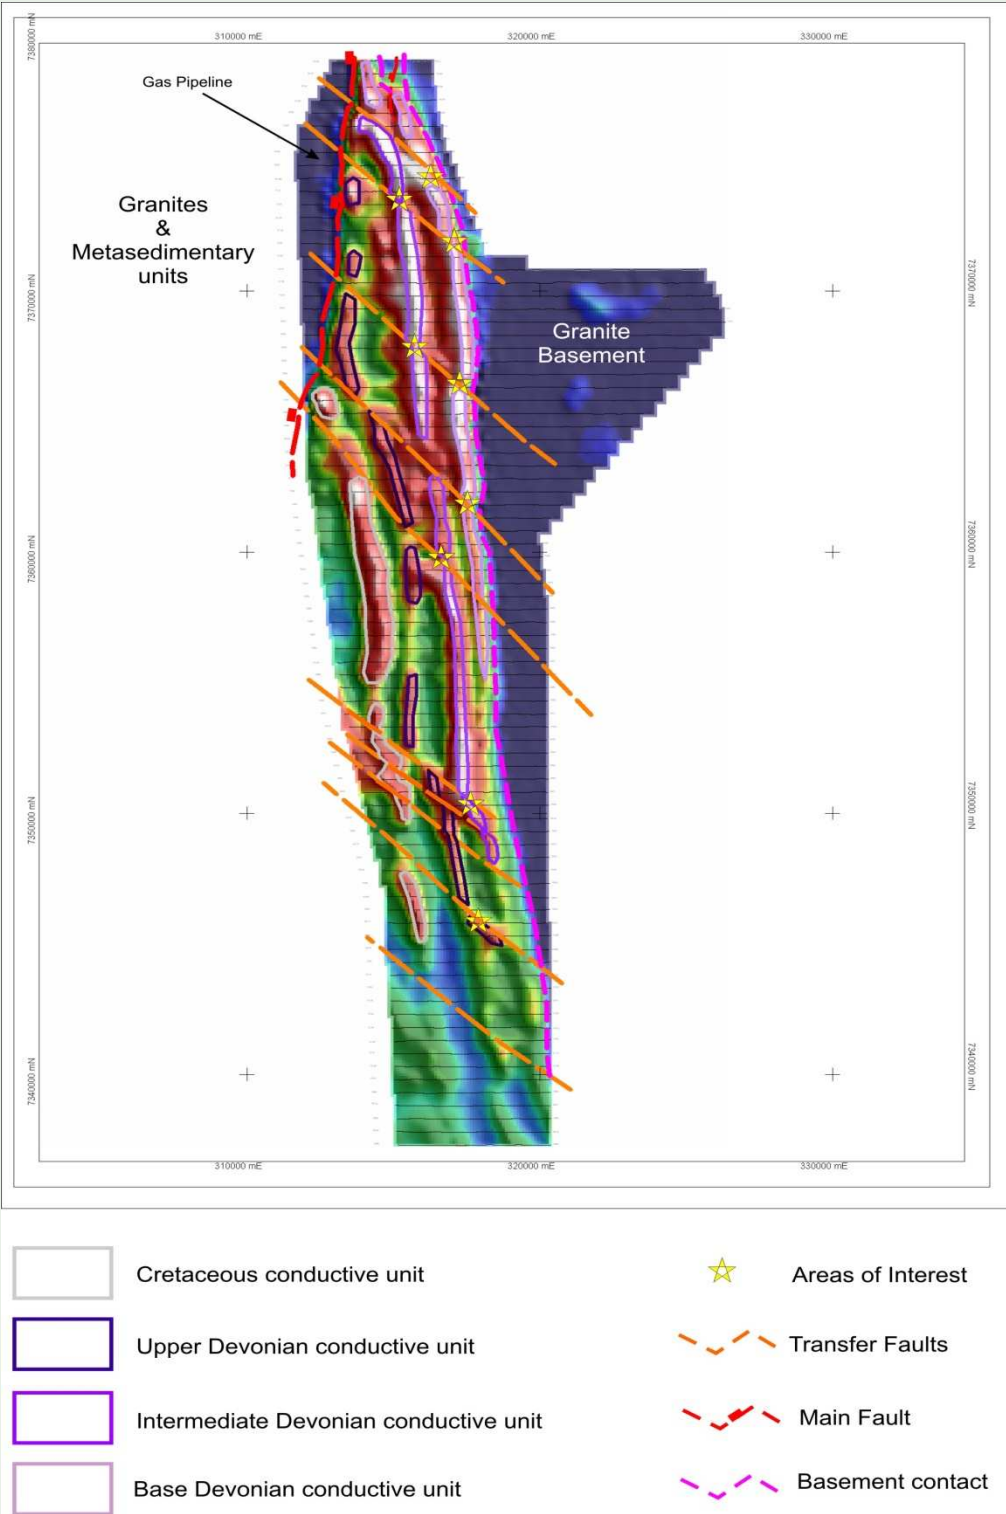 310000 mE
320000 mE
330000 mE
7380000 mN
Gas Pipeline
Granites
&
Metasedimentary
units
7370000 mN
7370000 mN
Granite
Basement
7360000 mN
7360000 mN
7350000 mN
7350000 mN
7340000 mN
7340000 mN
310000 mE
320000 mE
330000 mE
Cretaceous conductive unit
Areas of Interest
Upper Devonian conductive unit
Transfer Faults
Intermediate Devonian conductive unit
Main Fault
Base Devonian conductive unit
Basement contact